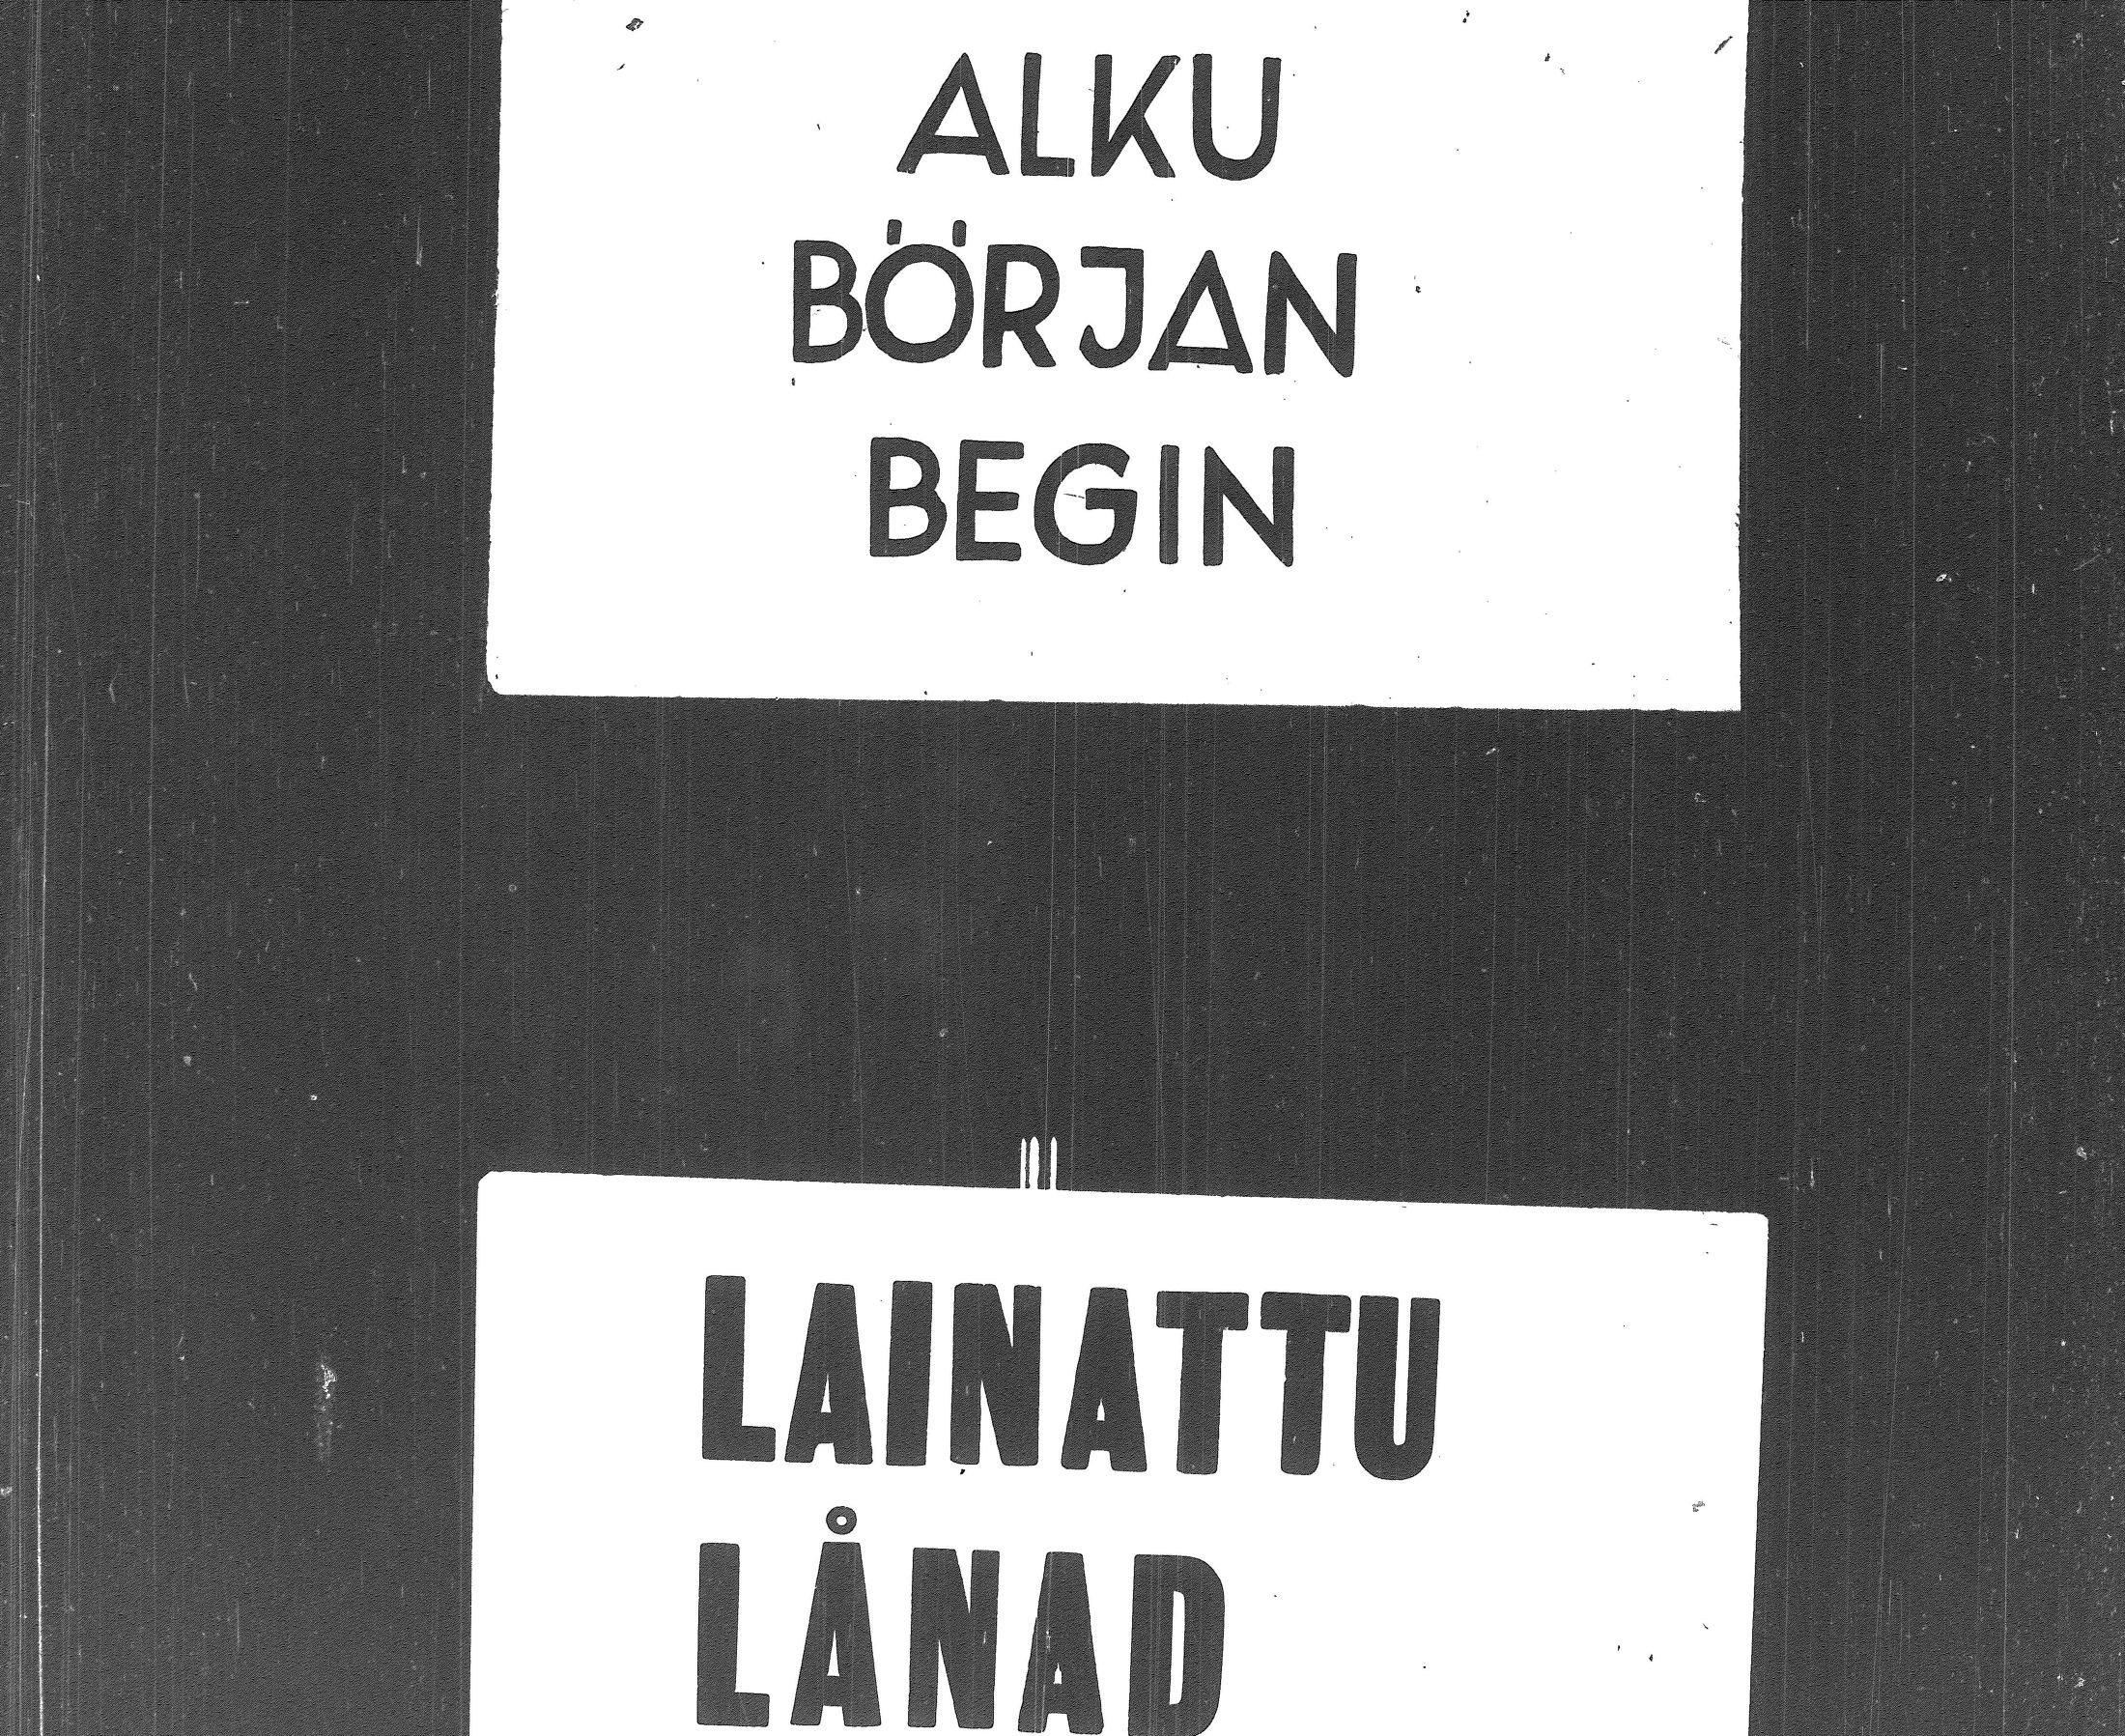 ALKU
BÖRJAN
BEGIN
LAINATTU
LÅNAD